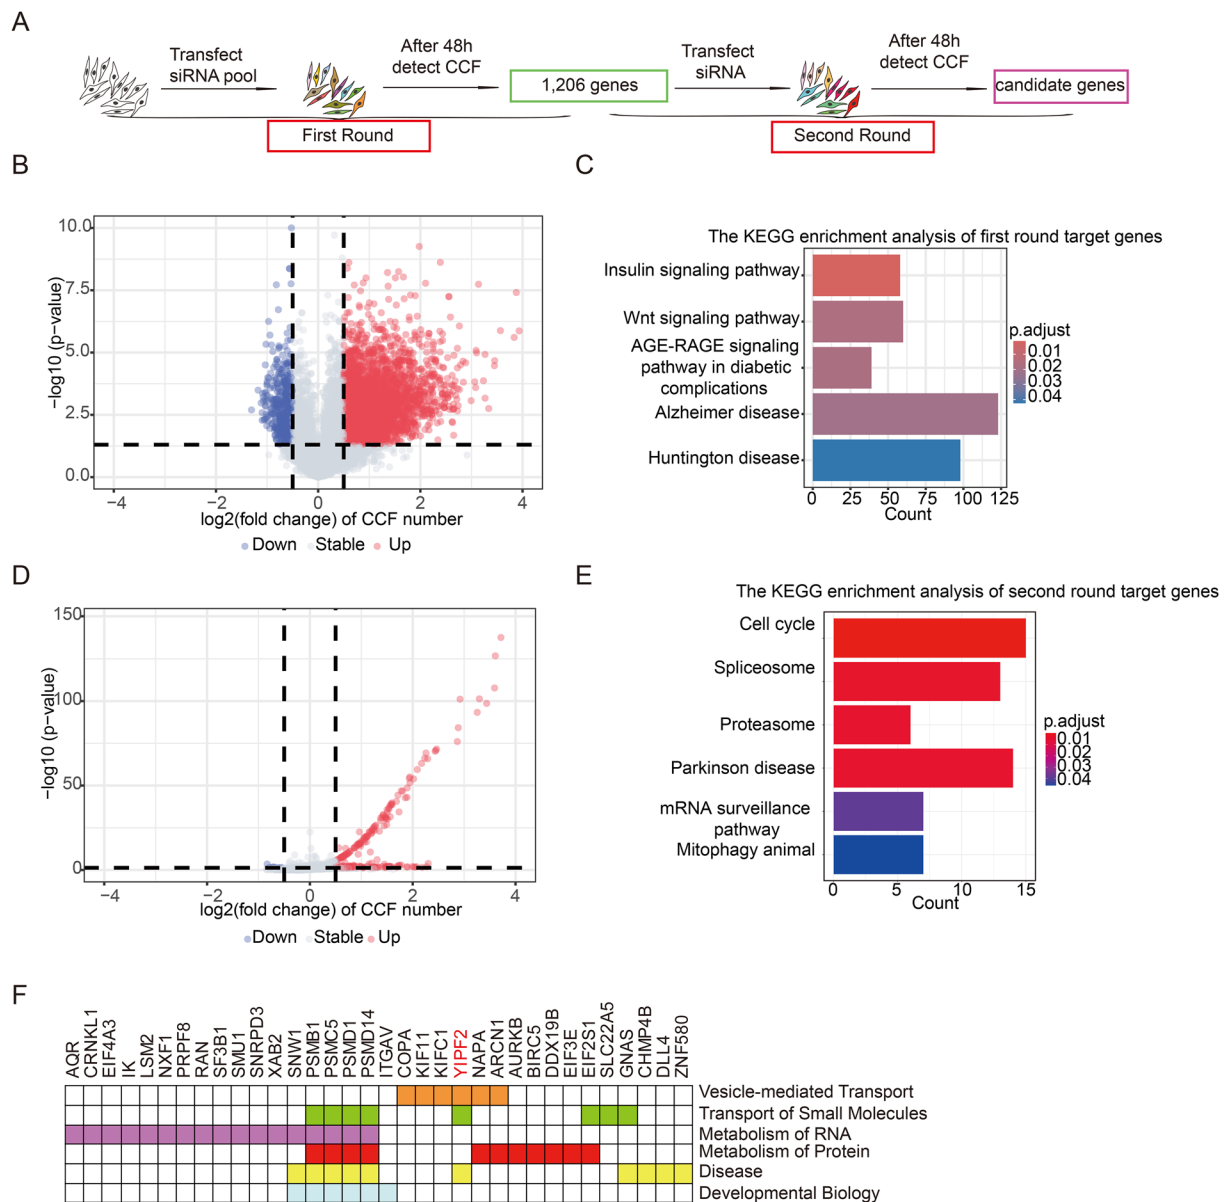 A
Transfect
siRNA pool
After 48h
detect CCF
1,206 genes
Transfect
siRNA
After 48h
detect CCF
candidate genes
First Round
Second Round
B
10.0
7.5
5.0
2.5
0.0
−log10 (p−value)
−4 −2 0 2 4
log2(fold change) of CCF number
Down Stable Up
C
The KEGG enrichment analysis of first round target genes
Insulin signaling pathway
Wnt signaling pathway
AGE-RAGE signaling
pathway in diabetic
complications
Alzheimer disease
Huntington disease
0 25 50 75 100 125
Count
p.adjust
0.01
0.02
0.03
0.04
D
150
100
50
0
−log10 (p−value)
−4 −2 0 2 4
log2(fold change) of CCF number
Down Stable Up
E
The KEGG enrichment analysis of second round target genes
Cell cycle
Spliceosome
Proteasome
Parkinson disease
mRNA surveillance
pathway
Mitophagy animal
0 5 10 15
Count
p.adjust
0.01
0.02
0.03
0.04
F
AQR
CRNKL1
EIF4A3
IK
LSM2
NXF1
PRPF8
RAN
SF3B1
SMU1
SNRPD3
XAB2
SNW1
PSMB1
PSMC5
PSMD1
PSMD14
ITGAV
COPA
KIF11
KIFC1
YIPF2
NAPA
ARCN1
AURKB
BIRC5
DDX19B
EIF3E
EIF2S1
SLC22A5
GNAS
CHMP4B
DLL4
ZNF580
Vesicle-mediated Transport
Transport of Small Molecules
Metabolism of RNA
Metabolism of Protein
Disease
Developmental Biology